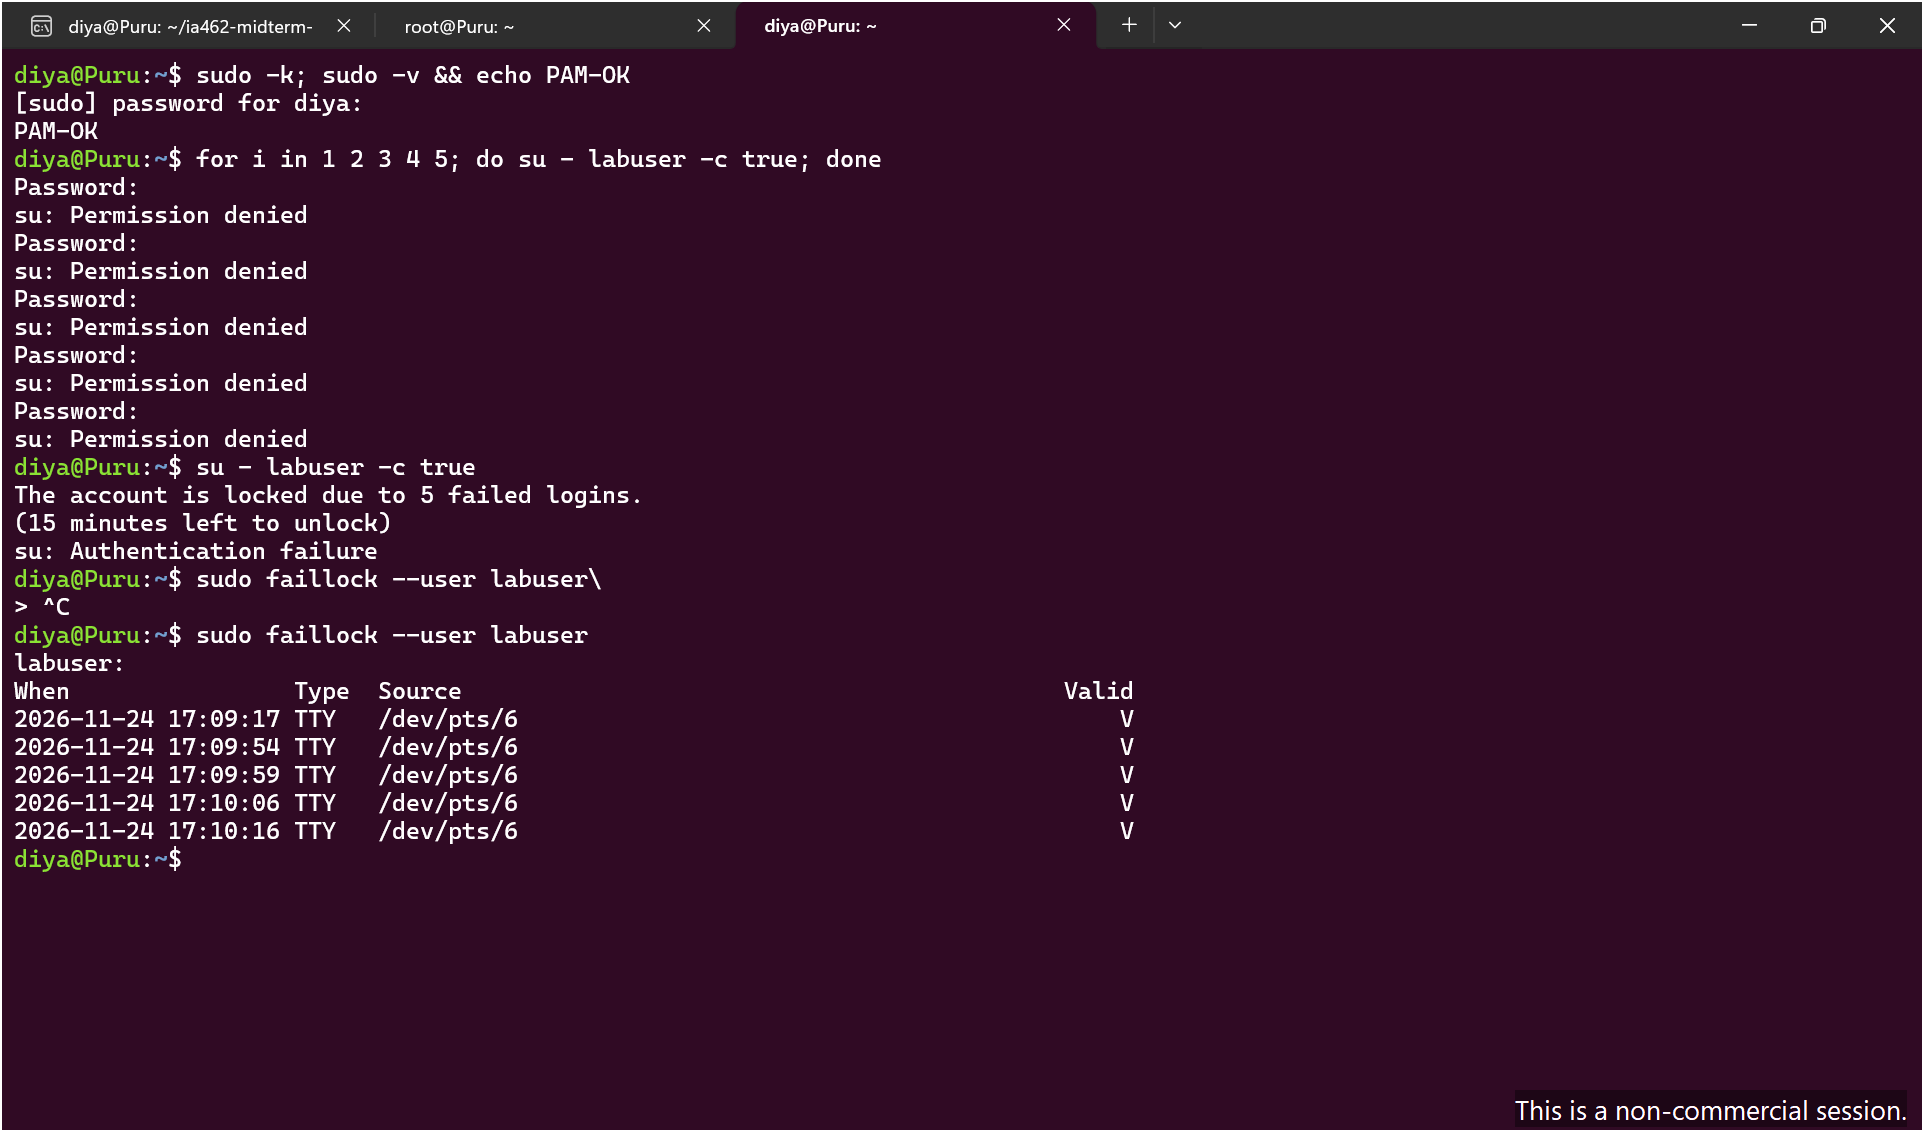 diya@Puru: ~/ia462-midterm-
root@Puru: ~
diya@Puru: ~
diya@Puru:~$ sudo -k; sudo -v && echo PAM-OK
[sudo] password for diya:
PAM-OK
diya@Puru:~$ for i in 1 2 3 4 5; do su - labuser -c true; done
Password:
su: Permission denied
Password:
su: Permission denied
Password:
su: Permission denied
Password:
su: Permission denied
Password:
su: Permission denied
diya@Puru:~$ su - labuser -c true
The account is locked due to 5 failed logins.
(15 minutes left to unlock)
su: Authentication failure
diya@Puru:~$ sudo faillock --user labuser\
> ^C
diya@Puru:~$ sudo faillock --user labuser
labuser:
When                Type  Source                                           Valid
2026-11-24 17:09:17 TTY   /dev/pts/6                                           V
2026-11-24 17:09:54 TTY   /dev/pts/6                                           V
2026-11-24 17:09:59 TTY   /dev/pts/6                                           V
2026-11-24 17:10:06 TTY   /dev/pts/6                                           V
2026-11-24 17:10:16 TTY   /dev/pts/6                                           V
diya@Puru:~$
This is a non-commercial session.